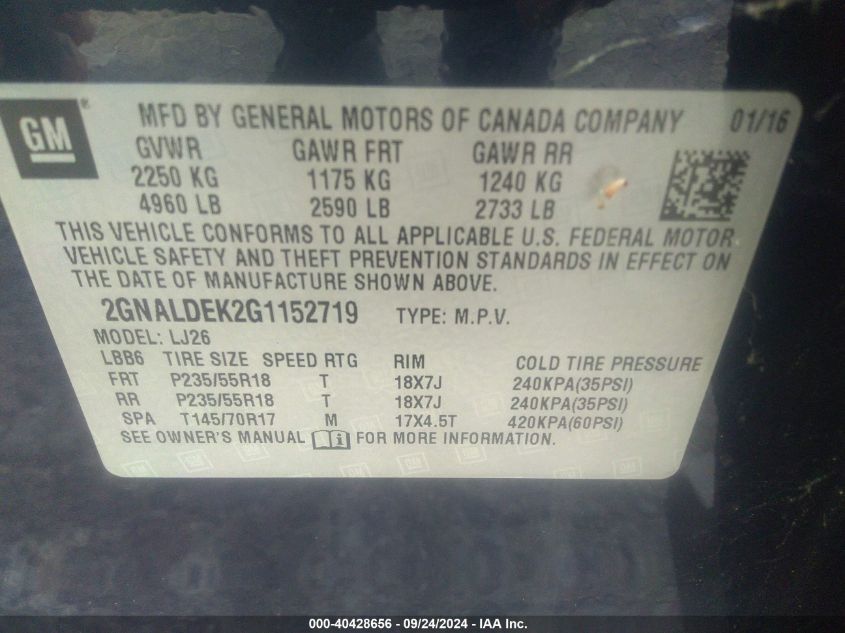 GM®
MFD BY GENERAL MOTORS OF CANADA COMPANY 01/16
GVWR GAWR FRT GAWR RR
2250 KG 1175 KG 1240 KG
4960 LB 2590 LB 2733 LB
THIS VEHICLE CONFORMS TO ALL APPLICABLE U.S. FEDERAL MOTOR
VEHICLE SAFETY AND THEFT PREVENTION STANDARDS IN EFFECT ON
THE DATE OF MANUFACTURE SHOWN ABOVE.
2GNALDEK2G1152719 TYPE: M.P.V.
MODEL: LJ26
LBB6 TIRE SIZE SPEED RTG RIM COLD TIRE PRESSURE
FRT P235/55R18 T 18X7J 240KPA(35PSI)
RR P235/55R18 T 18X7J 240KPA(35PSI)
SPA T145/70R17 M 17X4.5T 420KPA(60PSI)
SEE OWNER'S MANUAL FOR MORE INFORMATION.
000-40428656 - 09/24/2024 - IAA Inc.